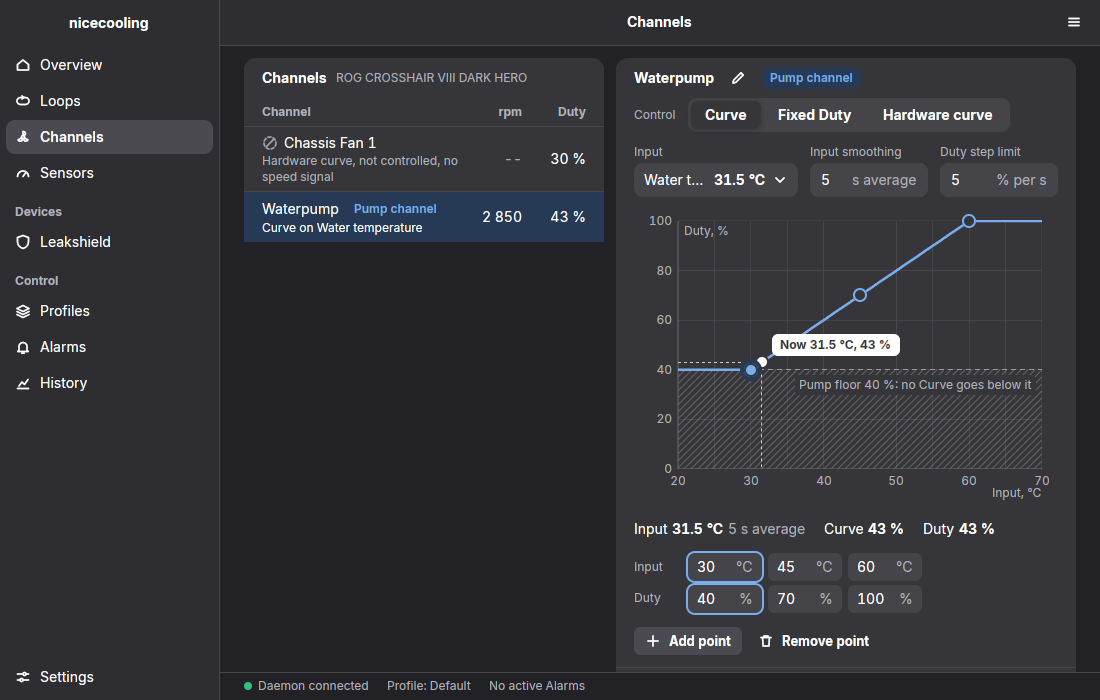 nicecooling
Overview
Loops
Channels
Sensors
Devices
Leakshield
Control
Profiles
Alarms
History
Settings
Channels
Channels ROG CROSSHAIR VIII DARK HERO
Channel rpm Duty
Chassis Fan 1
Hardware curve, not controlled, no
speed signal
-- 30 %
Waterpump Pump channel
Curve on Water temperature
2 850 43 %
Waterpump Pump channel
Control Curve Fixed Duty Hardware curve
Input Input smoothing Duty step limit
Water t... 31.5 °C 5 s average 5 % per s
Duty, %
100
80
60
40
20
0
Now 31.5 °C, 43 %
Pump floor 40 %: no Curve goes below it
20 30 40 50 60 70
Input, °C
Input 31.5 °C 5 s average Curve 43 % Duty 43 %
Input 30 °C 45 °C 60 °C
Duty 40 % 70 % 100 %
Add point Remove point
Daemon connected Profile: Default No active Alarms